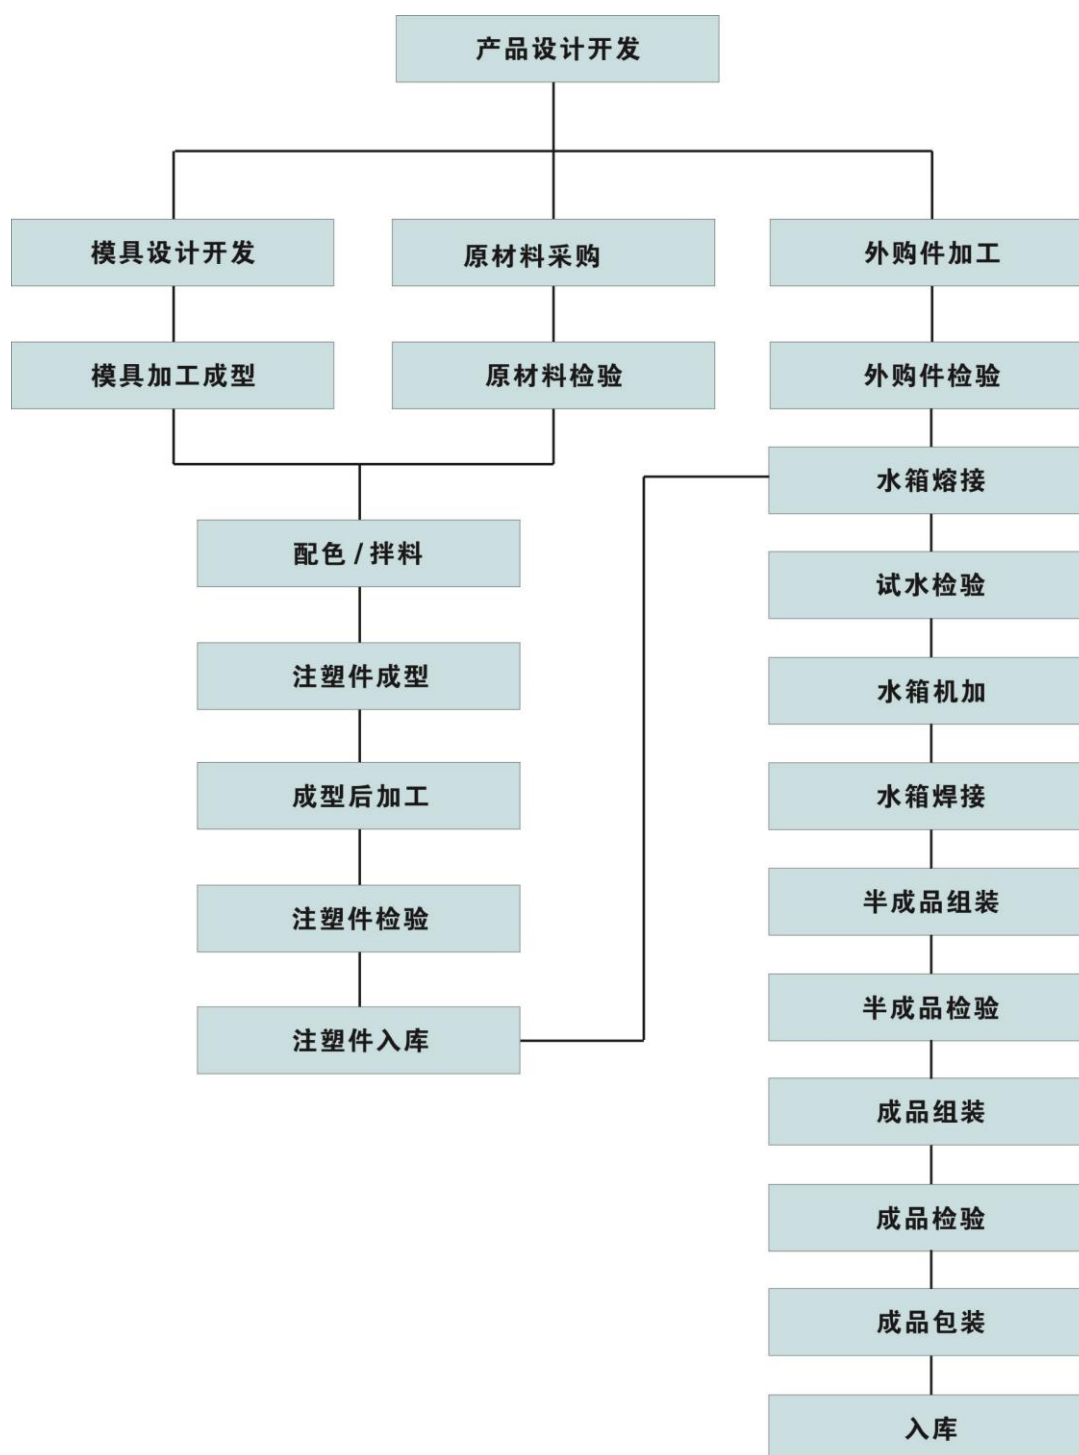 产品设计开发
模具设计开发
原材料采购
外购件加工
模具加工成型
原材料检验
外购件检验
水箱熔接
配色 / 拌料
试水检验
注塑件成型
水箱机加
成型后加工
水箱焊接
注塑件检验
半成品组装
注塑件入库
半成品检验
成品组装
成品检验
成品包装
入库